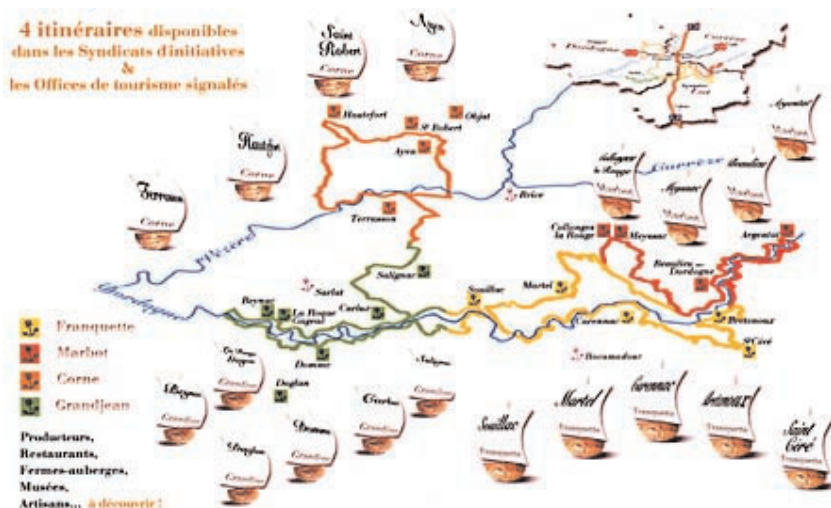 4 itinéraires disponibles
dans les Syndicats d'initiatives
&
les Offices de tourisme signalés
Saint
Robert
Corne
Ayen
Corne
Hautefort
St Robert
Objat
Ayen
Hautefort
Corne
Terrasson
Corne
Terrasson
Brive
Corrèze
Vézère
Dordogne
Dordogne
Corrèze
Lot
Argentat
Marbot
Collonges
la Rouge
Marbot
Meyssac
Marbot
Beaulieu
Marbot
Collonges
la Rouge
Meyssac
Argentat
Beaulieu sur
Dordogne
Salignac
Sarlat
Souillac
Martel
Beynac
La Roque
Gageac
Carlux
Carennac
Bretenoux
St Céré
Domme
Daglan
Rocamadour
Franquette
Marbot
Corne
Grandjean
Beynac
Grandjean
Grandjean
Daglan
Grandjean
Domme
Grandjean
Carlux
Grandjean
Salignac
Grandjean
Souillac
Franquette
Martel
Franquette
Carennac
Franquette
Franquette
Saint
Céré
Franquette
Producteurs,
Restaurants,
Fermes-auberges,
Musées,
Artisans... à découvrir !